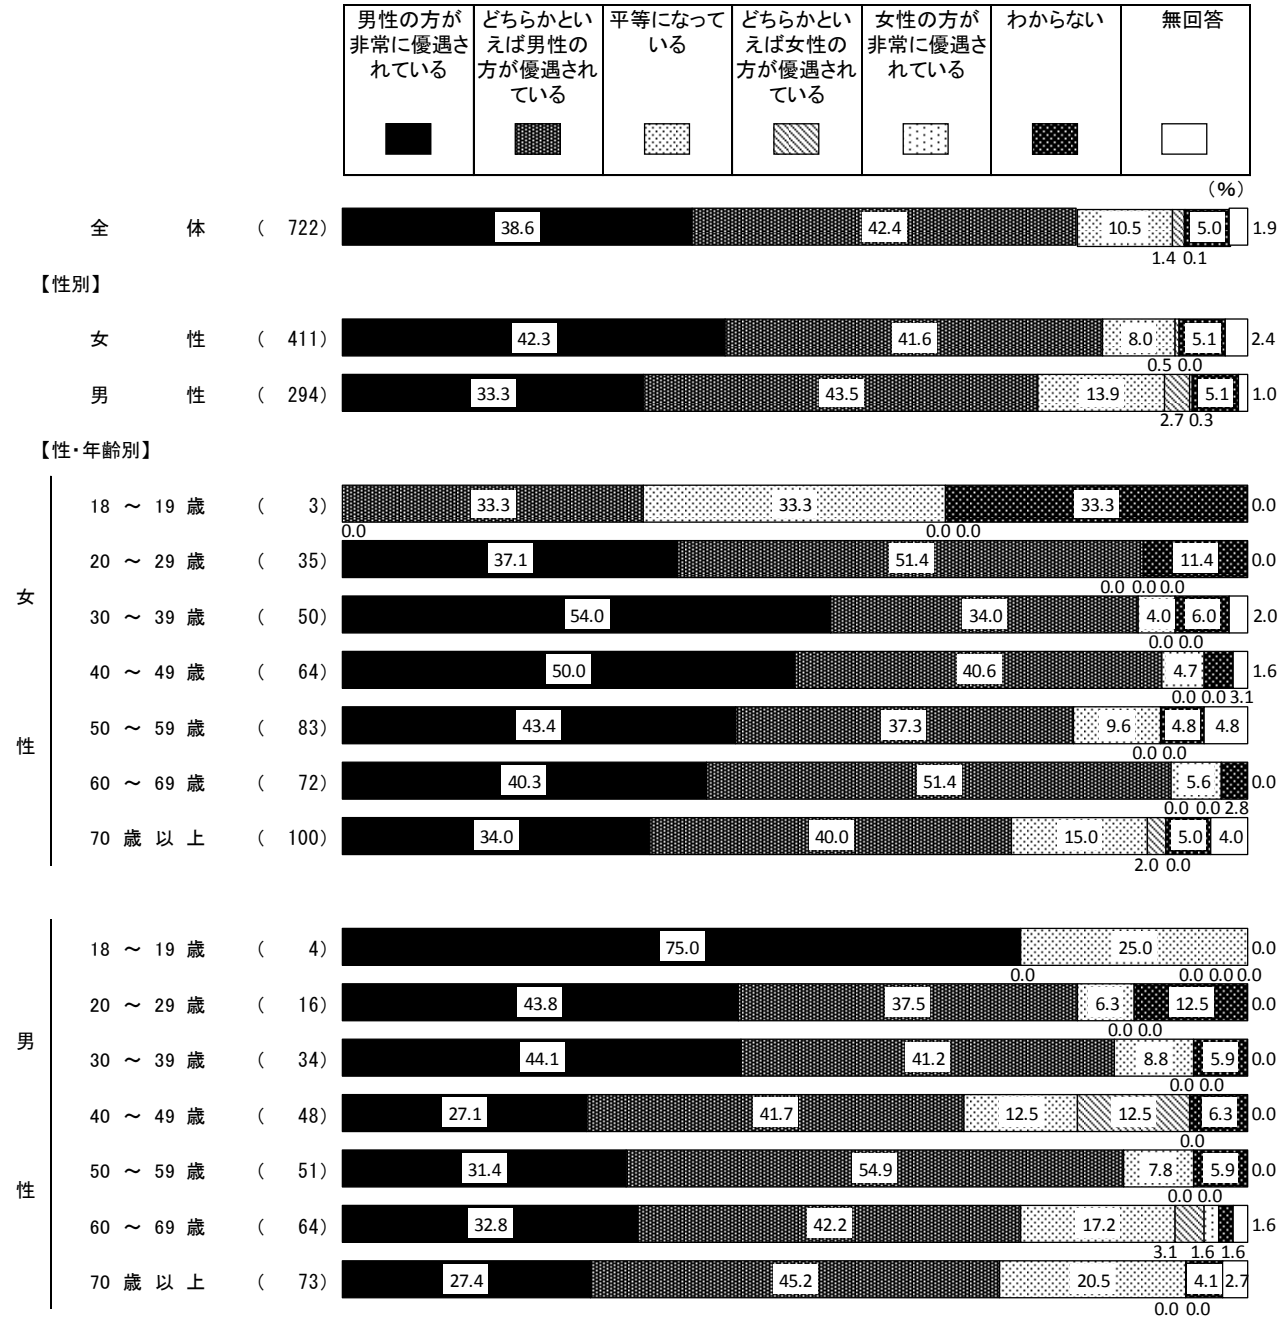 男性の方が
非常に優遇さ
れている
どちらかとい
えば男性の
方が優遇され
ている
平等になって
いる
どちらかとい
えば女性の
方が優遇され
ている
女性の方が
非常に優遇さ
れている
わからない
無回答
(%)
全 体 ( 722) 38.6 42.4 10.5 5.0 1.9
1.4 0.1
【性別】
女 性 ( 411) 42.3 41.6 8.0 5.1 2.4
0.5 0.0
男 性 ( 294) 33.3 43.5 13.9 5.1 1.0
2.7 0.3
【性・年齢別】
女性
18 ～ 19 歳 ( 3) 33.3 33.3 33.3 0.0
0.0 0.0 0.0
20 ～ 29 歳 ( 35) 37.1 51.4 11.4 0.0
0.0 0.0 0.0
30 ～ 39 歳 ( 50) 54.0 34.0 4.0 6.0 2.0
0.0 0.0
40 ～ 49 歳 ( 64) 50.0 40.6 4.7 1.6
0.0 0.0 3.1
50 ～ 59 歳 ( 83) 43.4 37.3 9.6 4.8 4.8
0.0 0.0
60 ～ 69 歳 ( 72) 40.3 51.4 5.6 0.0
0.0 0.0 2.8
70 歳 以 上 ( 100) 34.0 40.0 15.0 5.0 4.0
2.0 0.0
男性
18 ～ 19 歳 ( 4) 75.0 25.0 0.0
0.0 0.0 0.0 0.0
20 ～ 29 歳 ( 16) 43.8 37.5 6.3 12.5 0.0
0.0 0.0
30 ～ 39 歳 ( 34) 44.1 41.2 8.8 5.9 0.0
0.0 0.0
40 ～ 49 歳 ( 48) 27.1 41.7 12.5 12.5 6.3 0.0
0.0
50 ～ 59 歳 ( 51) 31.4 54.9 7.8 5.9 0.0
0.0 0.0
60 ～ 69 歳 ( 64) 32.8 42.2 17.2 1.6
3.1 1.6 1.6
70 歳 以 上 ( 73) 27.4 45.2 20.5 4.1 2.7
0.0 0.0